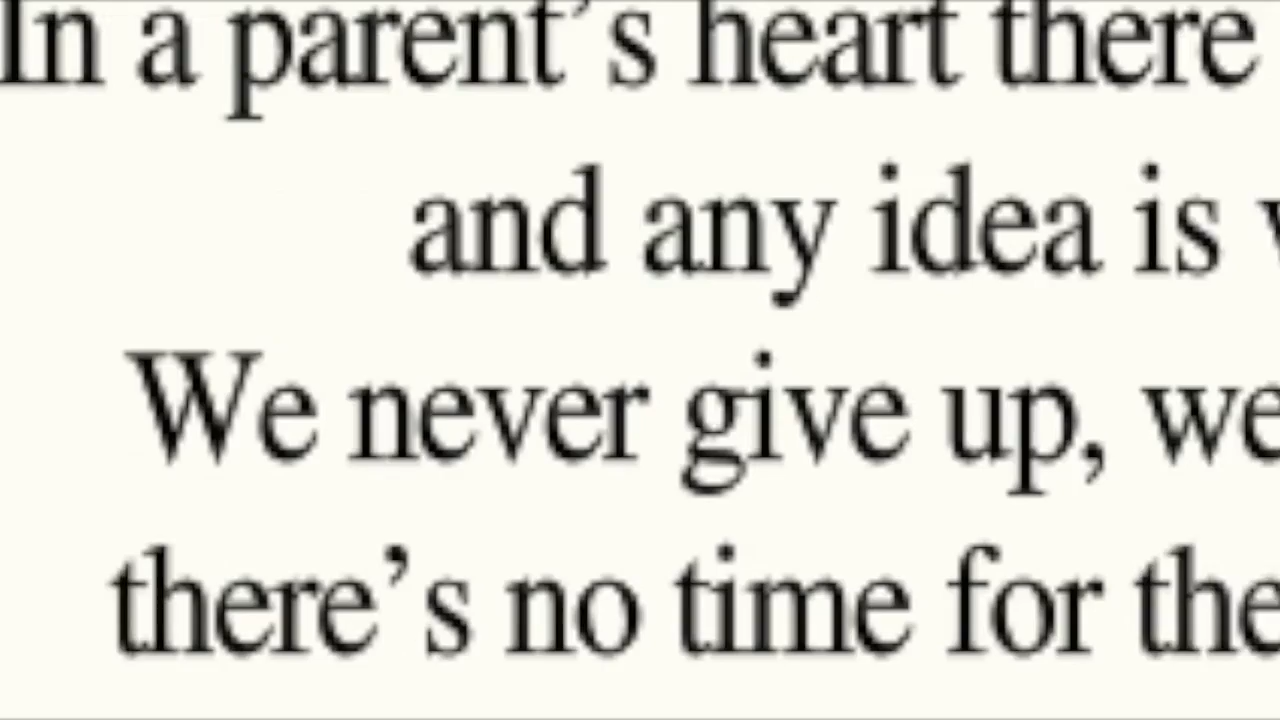 In a parent’s heart there
and any idea is
We never give up, we
there’s no time for the